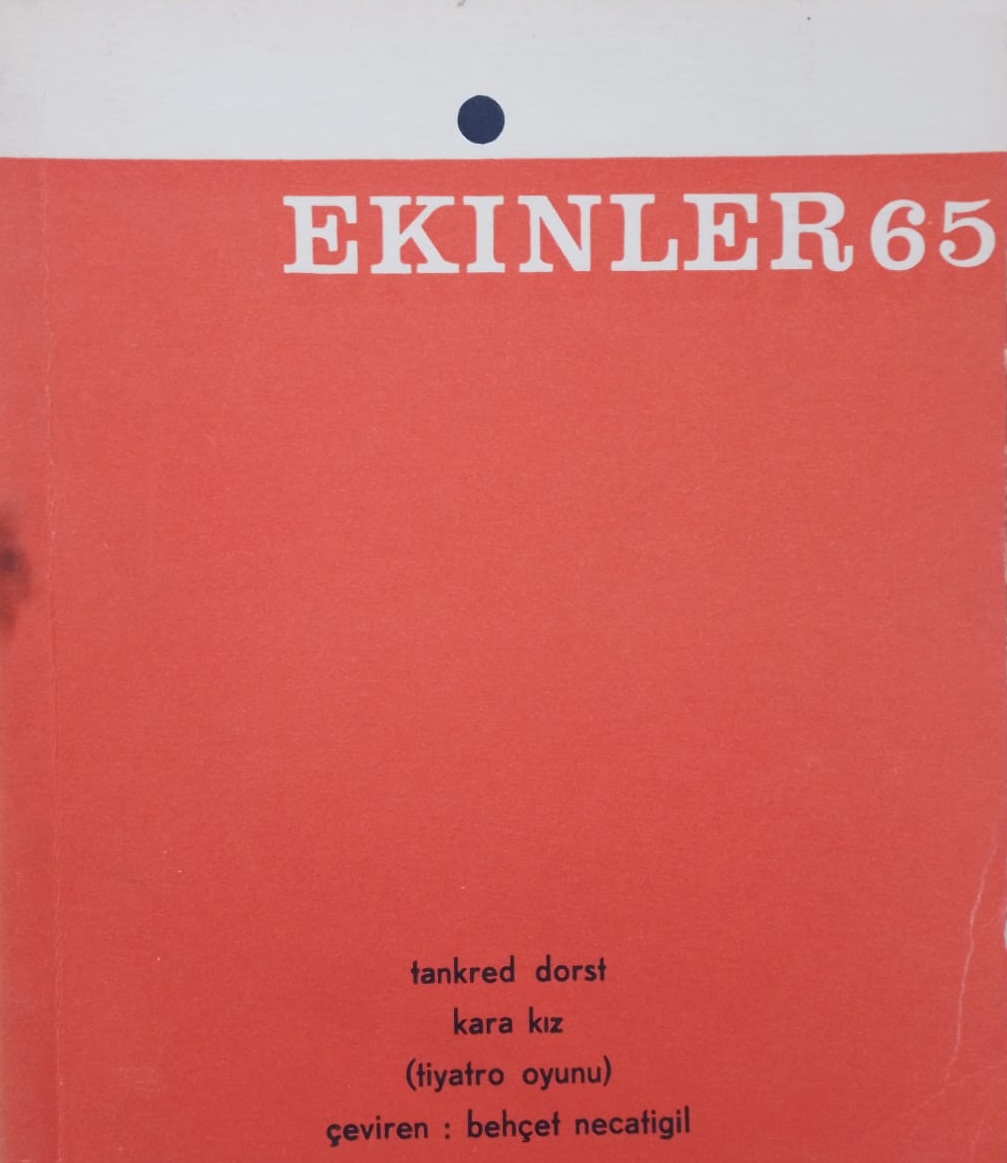 EKINLER 65
tankred dorst
kara kız
(tiyatro oyunu)
çeviren : behçet necatigil